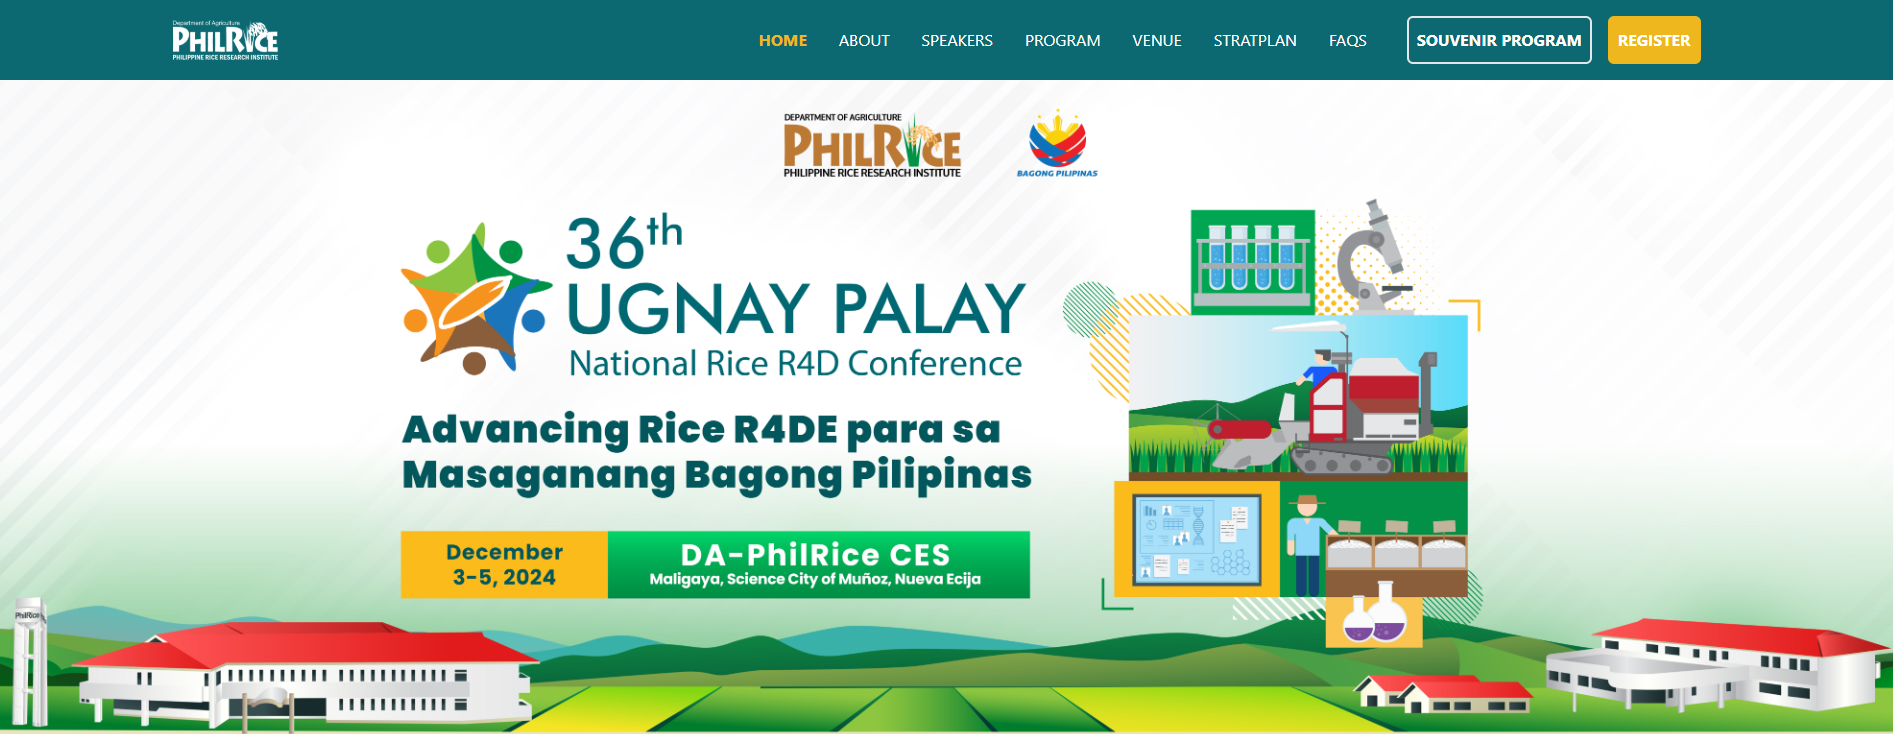 Department of Agriculture
PHILRICE
PHILIPPINE RICE RESEARCH INSTITUTE
HOME ABOUT SPEAKERS PROGRAM VENUE STRATPLAN FAQS SOUVENIR PROGRAM REGISTER
DEPARTMENT OF AGRICULTURE
PHILRICE
PHILIPPINE RICE RESEARCH INSTITUTE
BAGONG PILIPINAS
36th
UGNAY PALAY
National Rice R4D Conference
Advancing Rice R4DE para sa
Masaganang Bagong Pilipinas
December
3-5, 2024
DA-PhilRice CES
Maligaya, Science City of Muñoz, Nueva Ecija
PhilRice